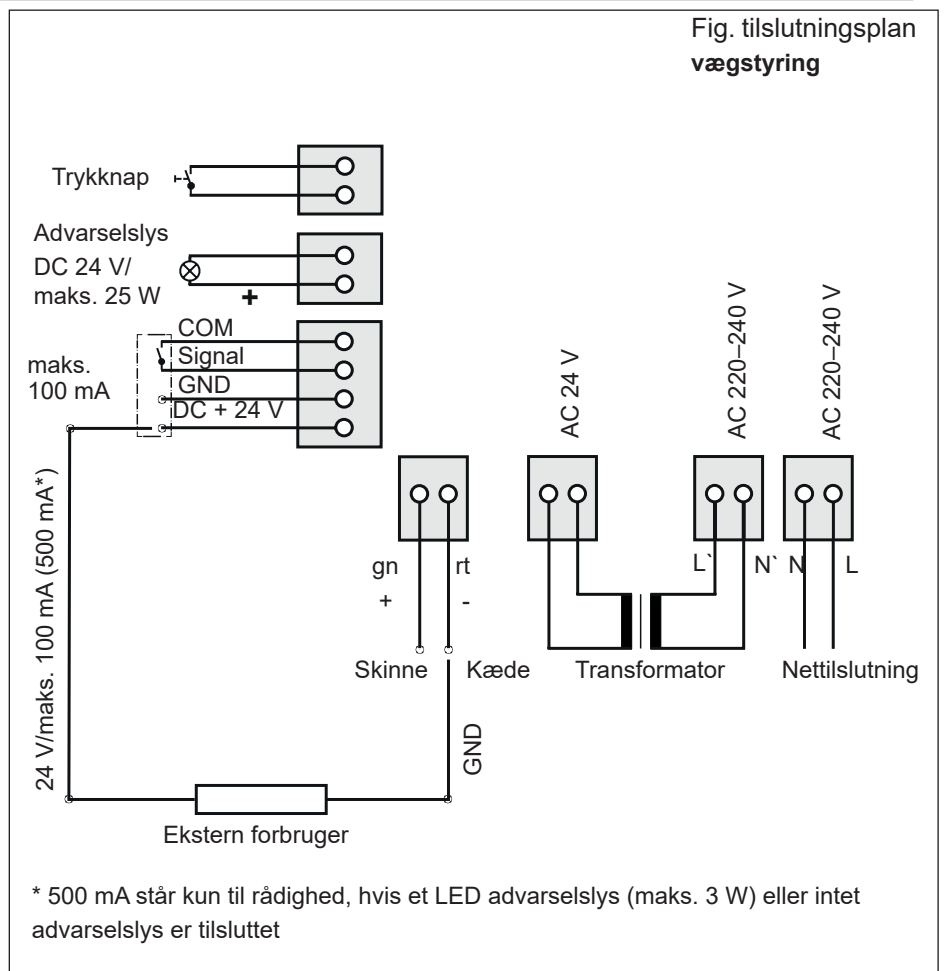 Fig. tilslutningsplan
vægstyring
Trykknap
Advarselslys
DC 24 V/
maks. 25 W
+
COM
Signal
GND
DC + 24 V
maks.
100 mA
AC 24 V
AC 220–240 V
AC 220–240 V
24 V/maks. 100 mA (500 mA*)
gn
rt
+
-
L`
N`
N
L
Skinne
Kæde
Transformator
Nettilslutning
GND
Ekstern forbruger
* 500 mA står kun til rådighed, hvis et LED advarselslys (maks. 3 W) eller intet
advarselslys er tilsluttet